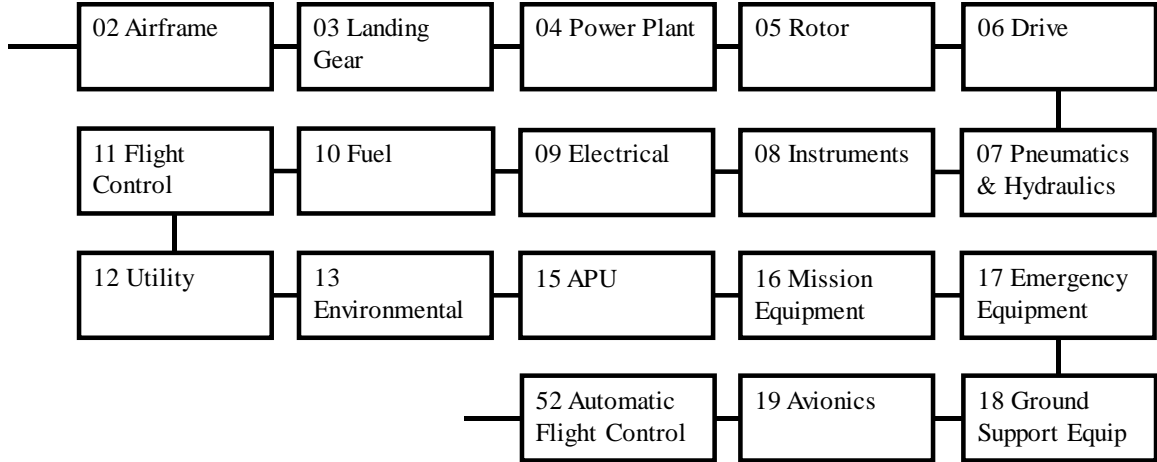 02 Airframe
03 Landing
Gear
04 Power Plant
05 Rotor
06 Drive
11 Flight
Control
10 Fuel
09 Electrical
08 Instruments
07 Pneumatics
& Hydraulics
12 Utility
13
Environmental
15 APU
16 Mission
Equipment
17 Emergency
Equipment
52 Automatic
Flight Control
19 Avionics
18 Ground
Support Equip